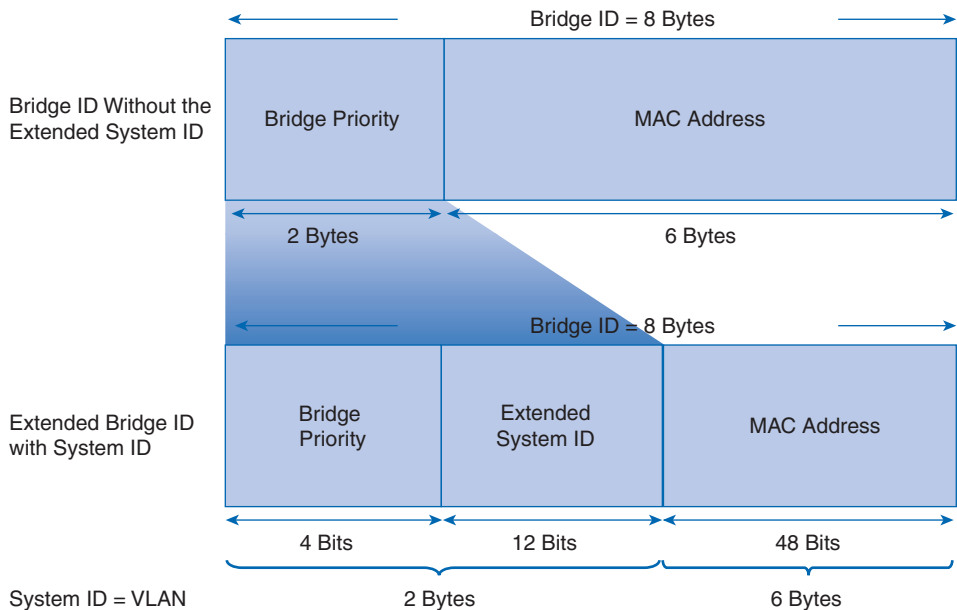 Bridge ID = 8 Bytes
Bridge ID Without the
Extended System ID
Bridge Priority
MAC Address
2 Bytes
6 Bytes
Bridge ID = 8 Bytes
Extended Bridge ID
with System ID
Bridge
Priority
Extended
System ID
MAC Address
4 Bits
12 Bits
48 Bits
System ID = VLAN
2 Bytes
6 Bytes